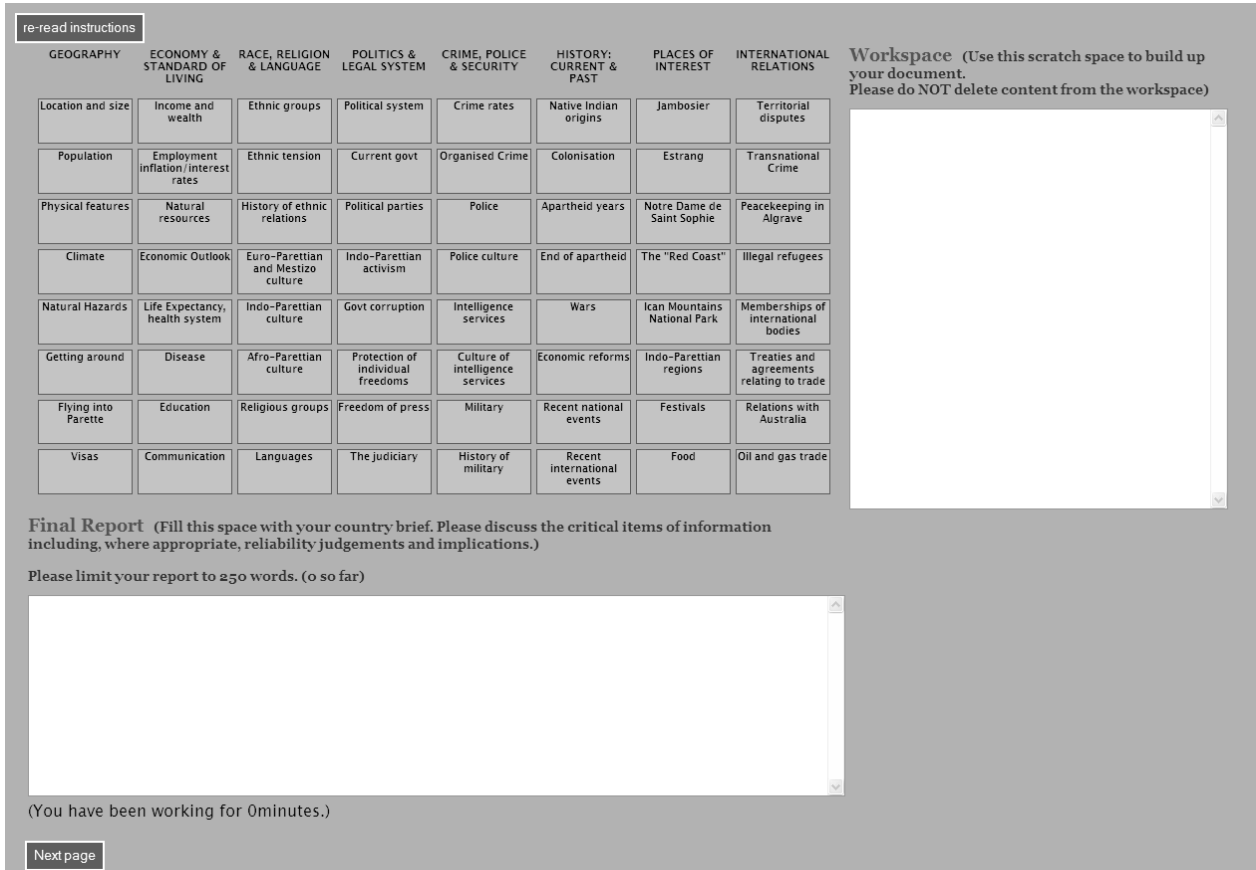 re-read instructions
GEOGRAPHY
ECONOMY &
STANDARD OF
LIVING
RACE, RELIGION
& LANGUAGE
POLITICS &
LEGAL SYSTEM
CRIME, POLICE
& SECURITY
HISTORY:
CURRENT &
PAST
PLACES OF
INTEREST
INTERNATIONAL
RELATIONS
Location and size
Income and
wealth
Ethnic groups
Political system
Crime rates
Native Indian
origins
Jambosier
Territorial
disputes
Population
Employment
inflation/interest
rates
Ethnic tension
Current govt
Organised Crime
Colonisation
Estrang
Transnational
Crime
Physical features
Natural
resources
History of ethnic
relations
Political parties
Police
Apartheid years
Notre Dame de
Saint Sophie
Peacekeeping in
Algrave
Climate
Economic Outlook
Euro-Parettian
and Mestizo
culture
Indo-Parettian
activism
Police culture
End of apartheid
The "Red Coast"
Illegal refugees
Natural Hazards
Life Expectancy,
health system
Indo-Parettian
culture
Govt corruption
Intelligence
services
Wars
Ican Mountains
National Park
Memberships of
international
bodies
Getting around
Disease
Afro-Parettian
culture
Protection of
individual
freedoms
Culture of
intelligence
services
Economic reforms
Indo-Parettian
regions
Treaties and
agreements
relating to trade
Flying into
Parette
Education
Religious groups
Freedom of press
Military
Recent national
events
Festivals
Relations with
Australia
Visas
Communication
Languages
The judiciary
History of
military
Recent
international
events
Food
Oil and gas trade
Workspace (Use this scratch space to build up
your document.
Please do NOT delete content from the workspace)
Final Report (Fill this space with your country brief. Please discuss the critical items of information
including, where appropriate, reliability judgements and implications.)
Please limit your report to 250 words. (0 so far)
(You have been working for 0minutes.)
Next page